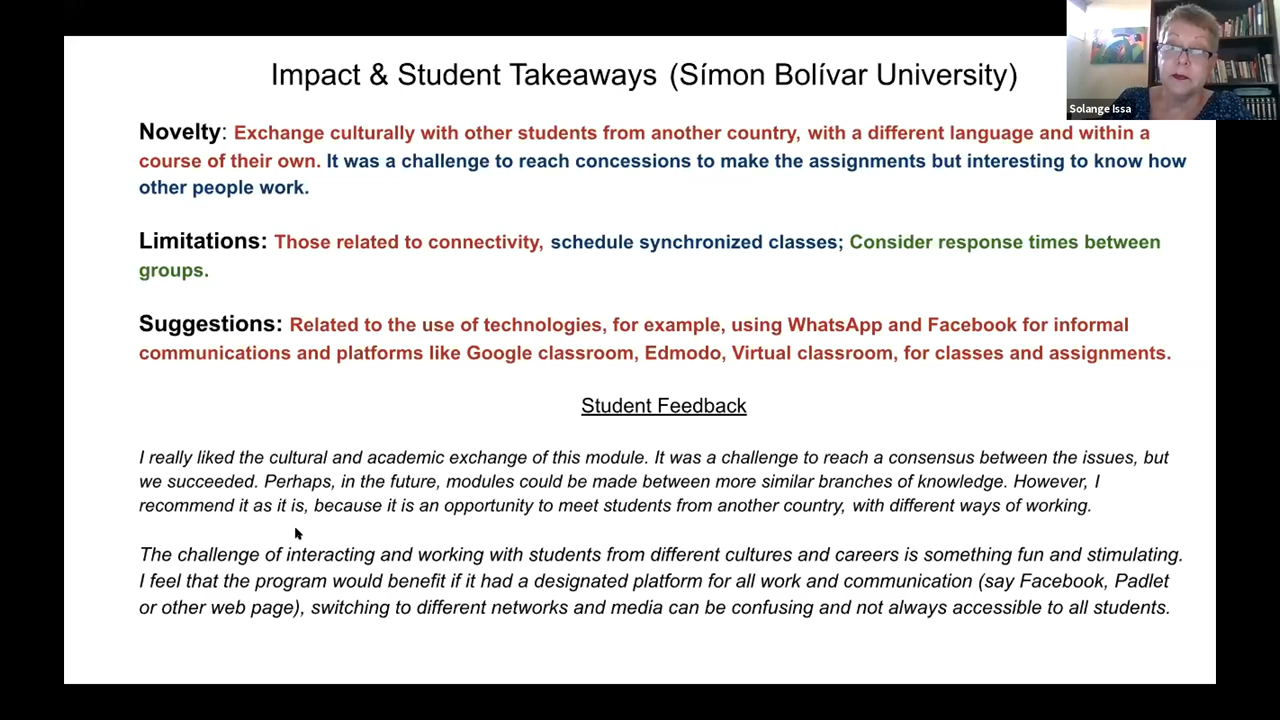 Impact & Student Takeaways (Símon Bolívar University)
Solange Issa
Novelty: Exchange culturally with other students from another country, with a different language and within a
course of their own. It was a challenge to reach concessions to make the assignments but interesting to know how
other people work.
Limitations: Those related to connectivity, schedule synchronized classes; Consider response times between
groups.
Suggestions: Related to the use of technologies, for example, using WhatsApp and Facebook for informal
communications and platforms like Google classroom, Edmodo, Virtual classroom, for classes and assignments.
Student Feedback
I really liked the cultural and academic exchange of this module. It was a challenge to reach a consensus between the issues, but
we succeeded. Perhaps, in the future, modules could be made between more similar branches of knowledge. However, I
recommend it as it is, because it is an opportunity to meet students from another country, with different ways of working.
The challenge of interacting and working with students from different cultures and careers is something fun and stimulating.
I feel that the program would benefit if it had a designated platform for all work and communication (say Facebook, Padlet
or other web page), switching to different networks and media can be confusing and not always accessible to all students.